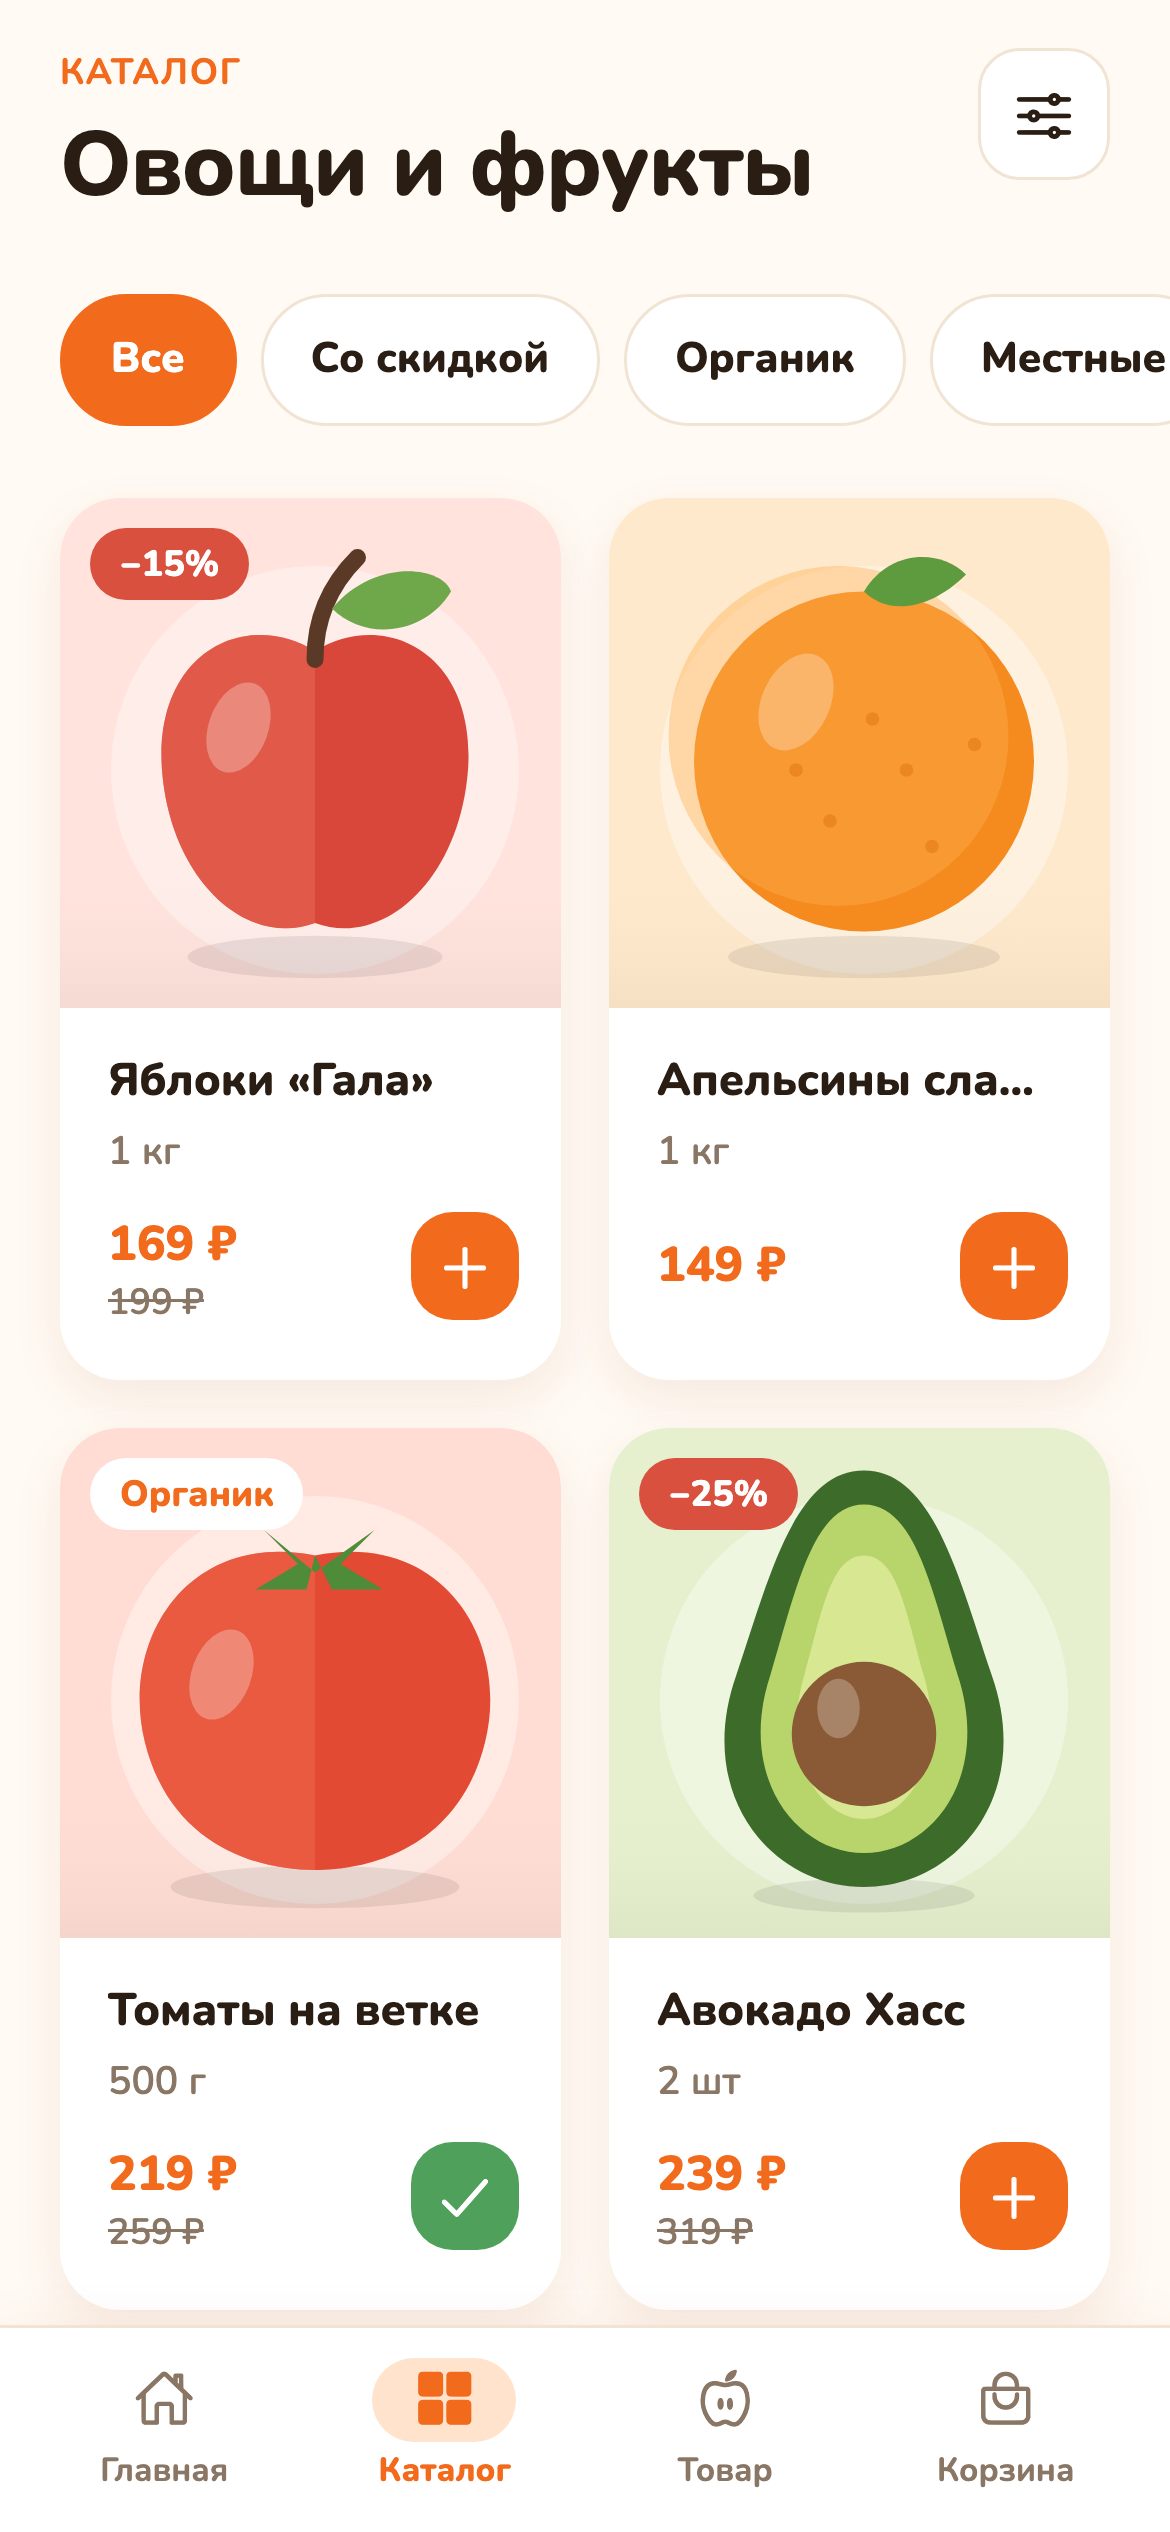 КАТАЛОГ
Овощи и фрукты
Все
Со скидкой
Органик
Местные
–15%
Яблоки «Гала»
1 кг
169 ₽
199 ₽
Апельсины сла...
1 кг
149 ₽
Органик
Томаты на ветке
500 г
219 ₽
259 ₽
–25%
Авокадо Хасс
2 шт
239 ₽
319 ₽
Главная
Каталог
Товар
Корзина